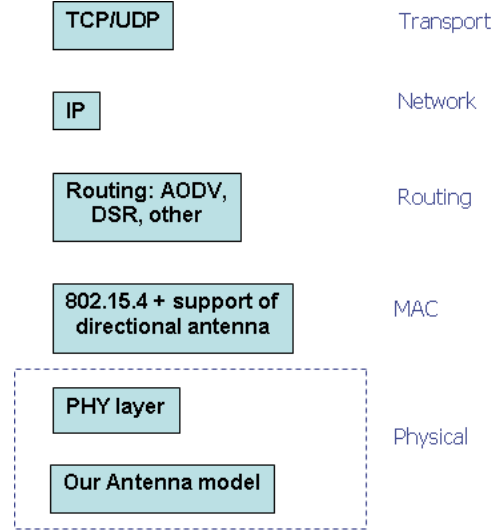 TCP/UDP Transport
IP Network
Routing: AODV, DSR, other Routing
802.15.4 + support of directional antenna MAC
PHY layer
Physical
Our Antenna model